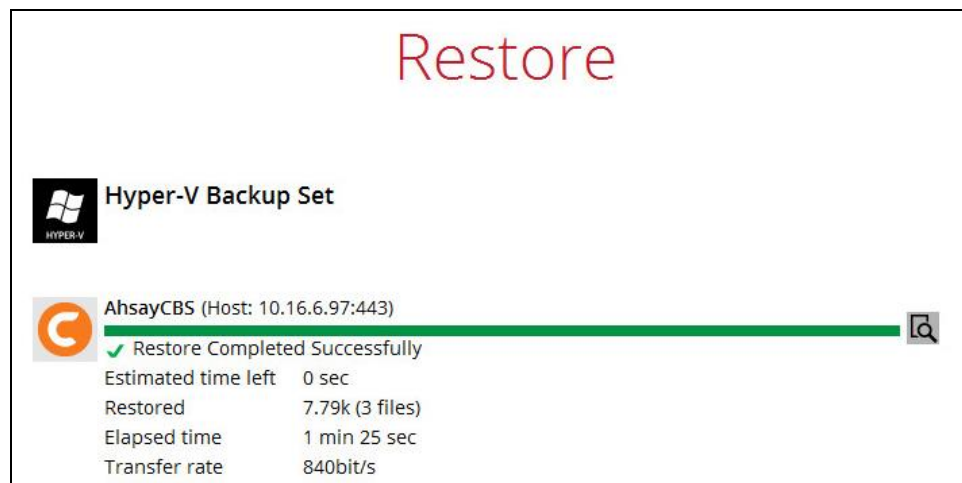 Restore
Hyper-V Backup Set
HYPER-V
AhsayCBS (Host: 10.16.6.97:443)
Restore Completed Successfully
Estimated time left 0 sec
Restored 7.79k (3 files)
Elapsed time 1 min 25 sec
Transfer rate 840bit/s